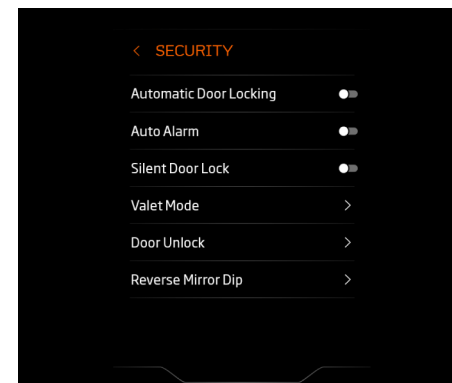 SECURITY
Automatic Door Locking
Auto Alarm
Silent Door Lock
Valet Mode
Door Unlock
Reverse Mirror Dip